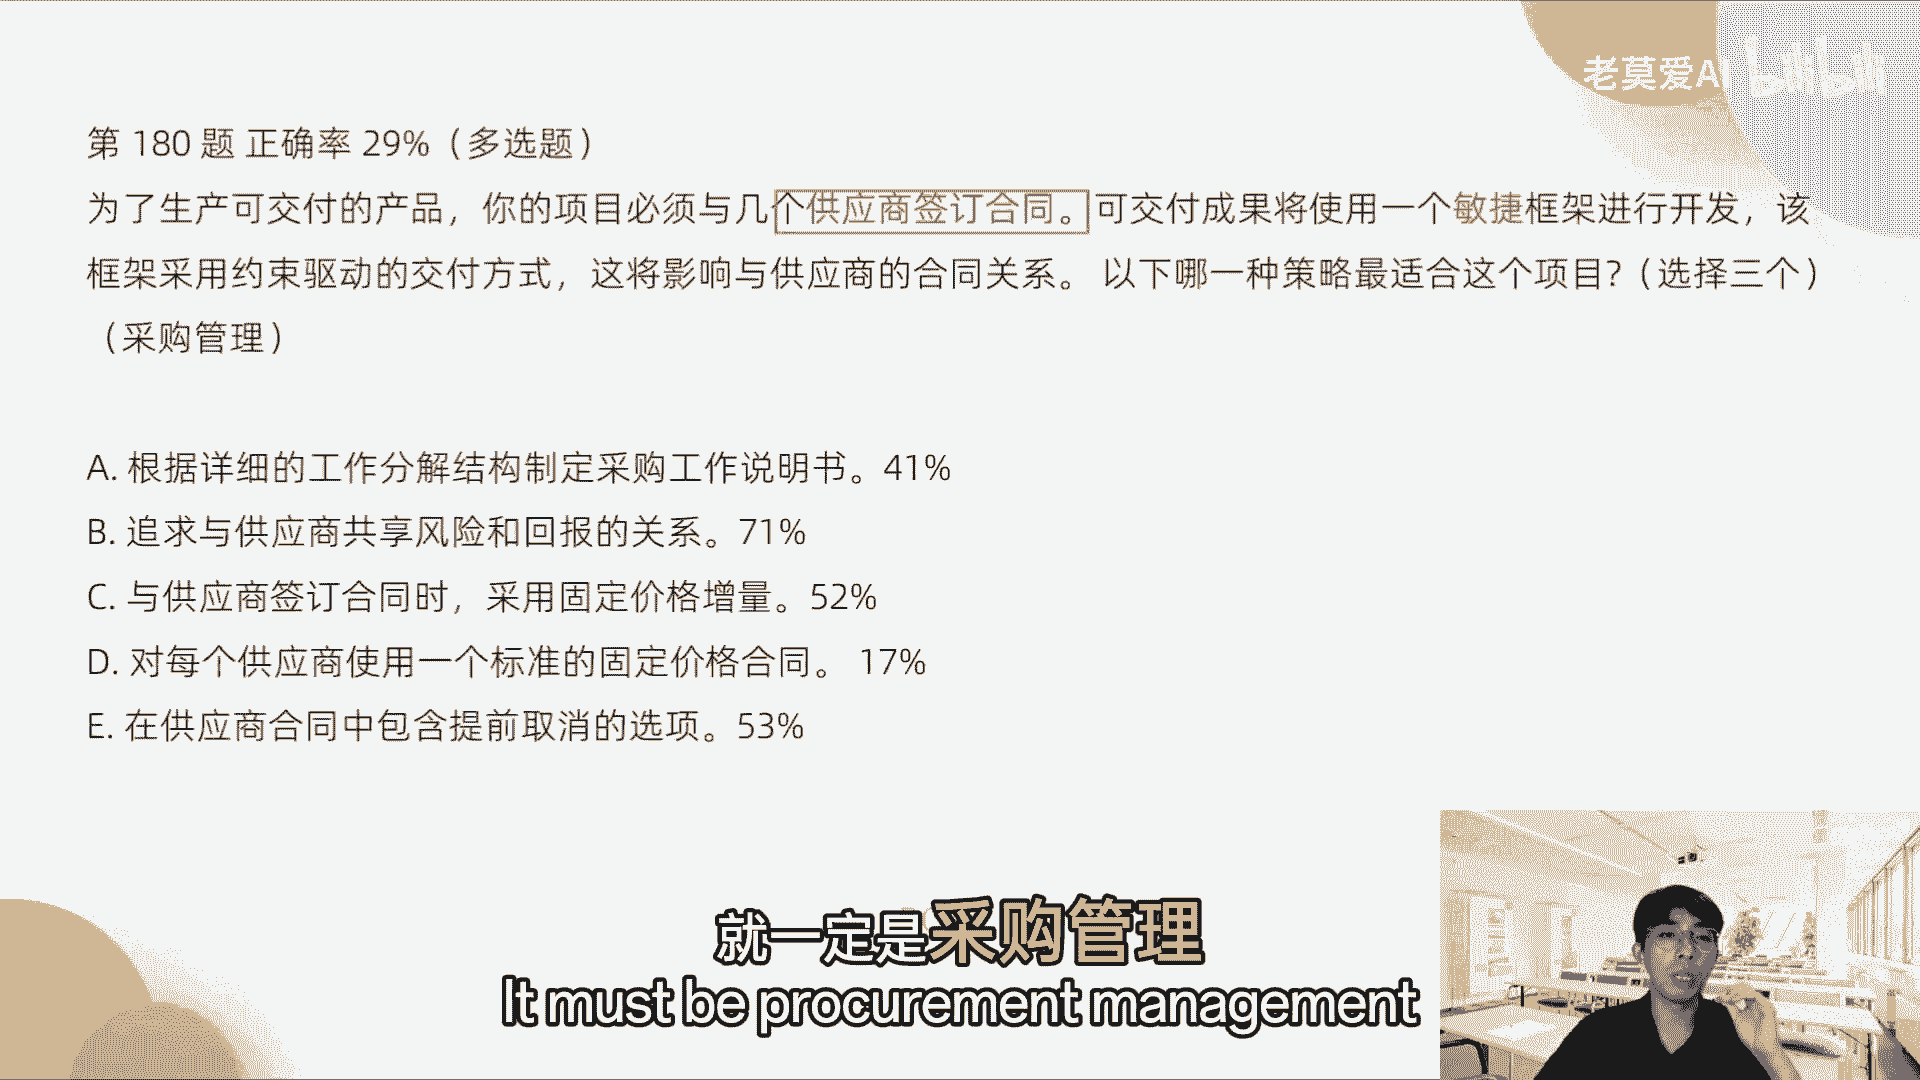 老莫爱AI bilibili
第 180 题 正确率 29%（多选题）
为了生产可交付的产品，你的项目必须与几个供应商签订合同。可交付成果将使用一个敏捷框架进行开发，该
框架采用约束驱动的交付方式，这将影响与供应商的合同关系。 以下哪一种策略最适合这个项目?（选择三个）
（采购管理）
A. 根据详细的工作分解结构制定采购工作说明书。41%
B. 追求与供应商共享风险和回报的关系。71%
C. 与供应商签订合同时，采用固定价格增量。52%
D. 对每个供应商使用一个标准的固定价格合同。 17%
E. 在供应商合同中包含提前取消的选项。53%
就一定是采购管理
It must be procurement management